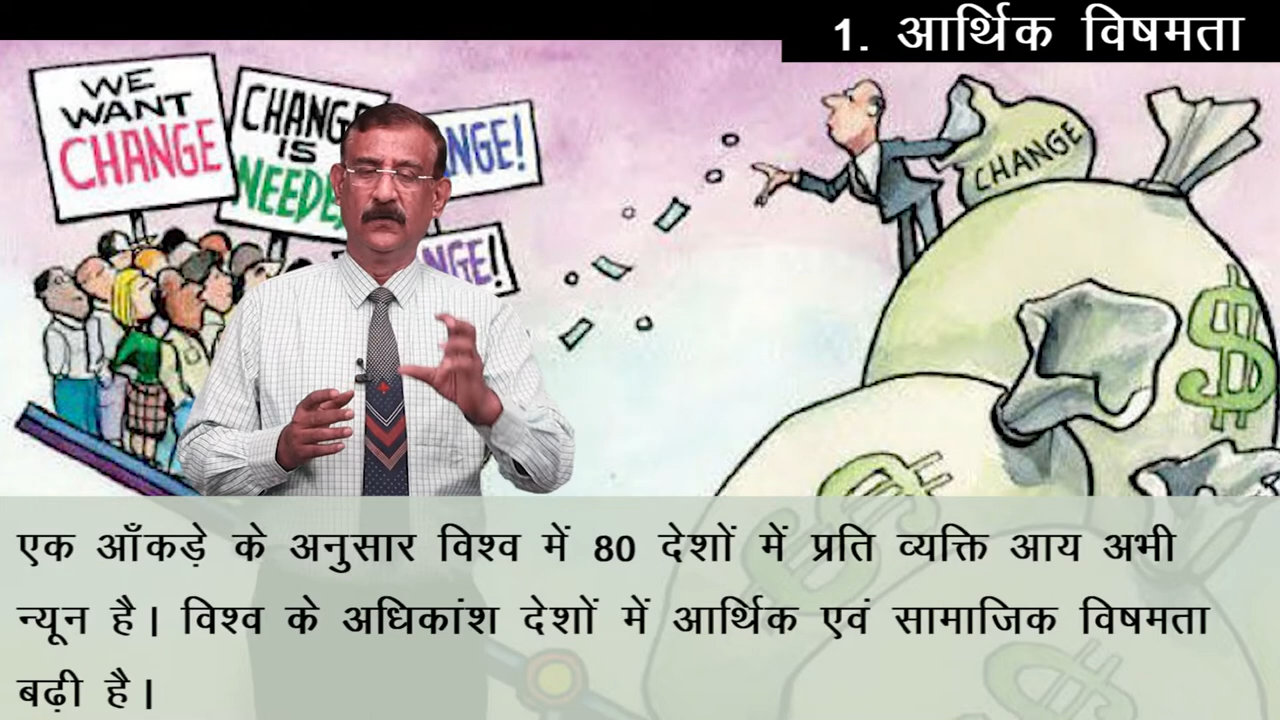 1. आर्थिक विषमता
WE
WANT
CHANGE
CHANGE
IS
NEEDE
NGE!
NGE!
CHANGE
$
$
$
एक आँकड़े के अनुसार विश्व में 80 देशों में प्रति व्यक्ति आय अभी
न्यून है। विश्व के अधिकांश देशों में आर्थिक एवं सामाजिक विषमता
बढ़ी है।